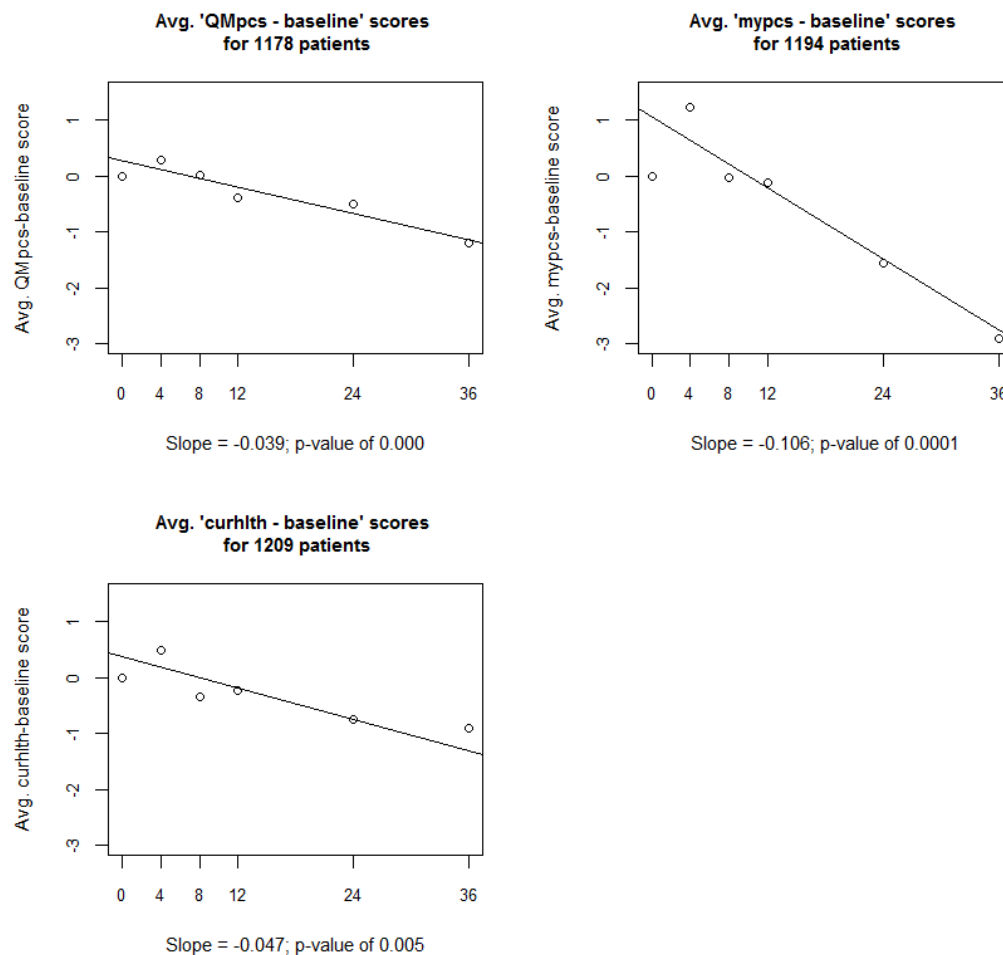 Avg. 'QMpcs - baseline' scores
for 1178 patients
Avg. QMpcs-baseline score
1
0
-1
-2
-3
0 4 8 12 24 36
Slope = -0.039; p-value of 0.000
Avg. 'mypcs - baseline' scores
for 1194 patients
Avg. mypcs-baseline score
1
0
-1
-2
-3
0 4 8 12 24 36
Slope = -0.106; p-value of 0.0001
Avg. 'curhlth - baseline' scores
for 1209 patients
Avg. curhlth-baseline score
1
0
-1
-2
-3
0 4 8 12 24 36
Slope = -0.047; p-value of 0.005